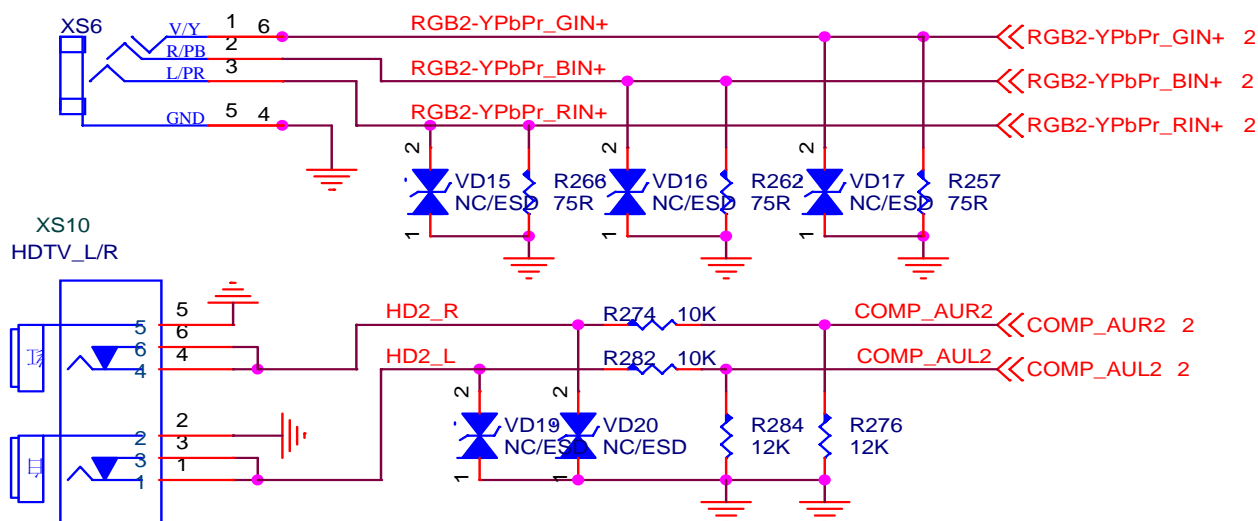 XS6
V/Y 1 6 RGB2-YPbPr_GIN+ RGB2-YPbPr_GIN+ 2
R/PB 2
L/PR 3 RGB2-YPbPr_BIN+ RGB2-YPbPr_BIN+ 2
GND 5 4 RGB2-YPbPr_RIN+ RGB2-YPbPr_RIN+ 2
2 2 2
VD15 R266 VD16 R262 VD17 R257
NC/ESD 75R NC/ESD 75R NC/ESD 75R
1 1 1
XS10
HDTV_L/R
5 5 HD2_R R274 10K COMP_AUR2 COMP_AUR2 2
6 6
4 4 HD2_L R282 10K COMP_AUL2 COMP_AUL2 2
红
2 2
2 2 VD19 VD20 R284 R276
3 3 NC/ESD NC/ESD 12K 12K
1 1
1 1
白